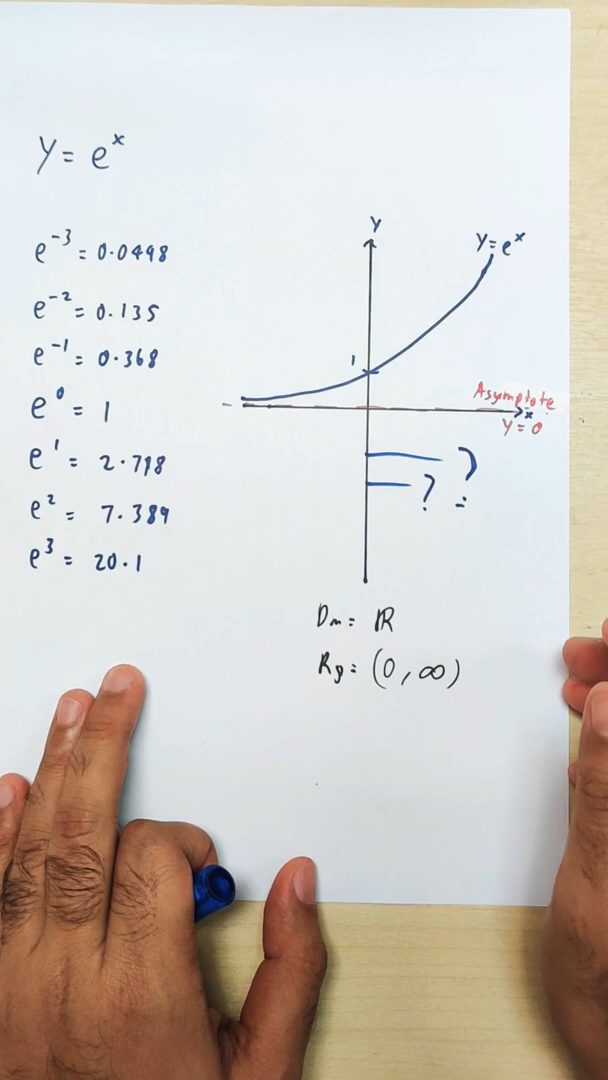 y = e^x
e^-3 = 0.0498
e^-2 = 0.135
e^-1 = 0.368
e^0 = 1
e^1 = 2.718
e^2 = 7.389
e^3 = 20.1
y
y = e^x
1
Asymptote
x
y = 0
?
? =
Dm = ℝ
Rg = (0, ∞)